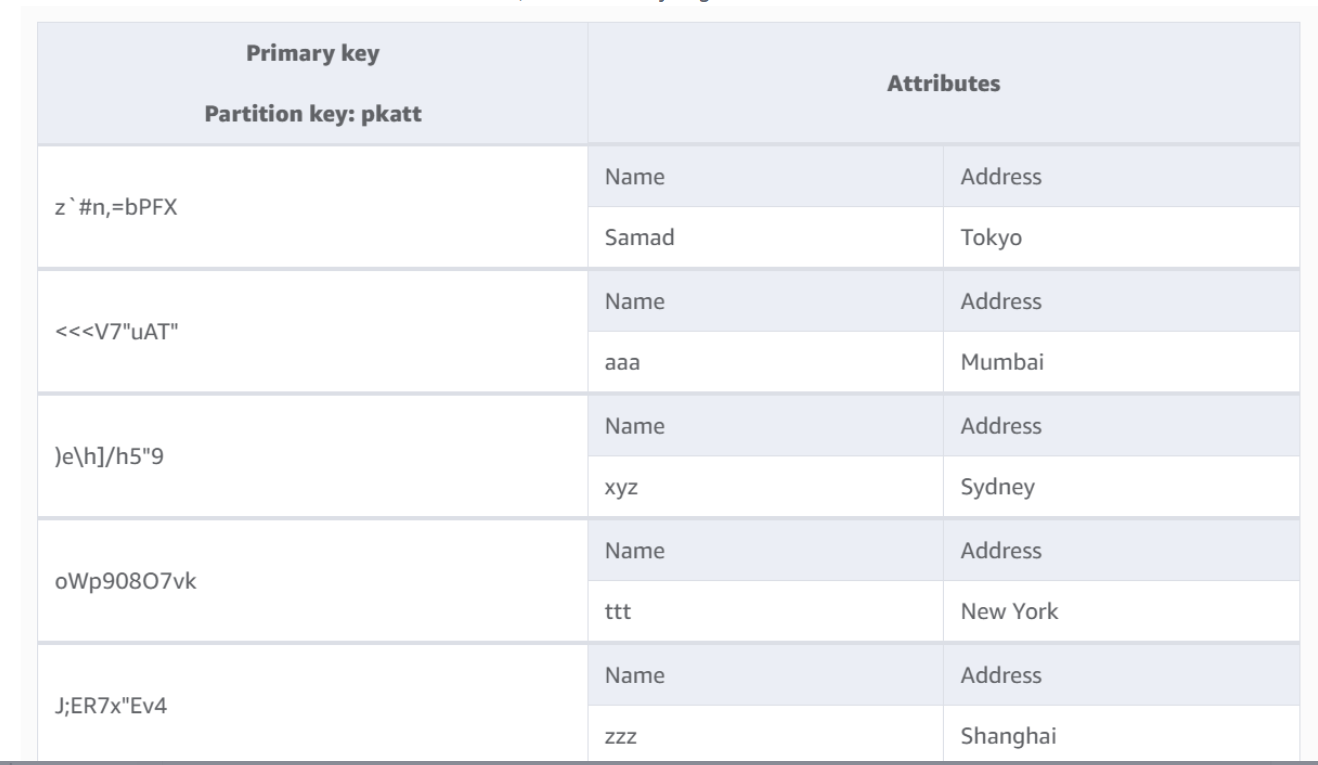 Primary key
Partition key: pkatt
Attributes
z`#n,=bPFX
Name Address
Samad Tokyo
<<<V7"uAT"
Name Address
aaa Mumbai
)e\h]/h5"9
Name Address
xyz Sydney
oWp908O7vk
Name Address
ttt New York
J;ER7x"Ev4
Name Address
zzz Shanghai